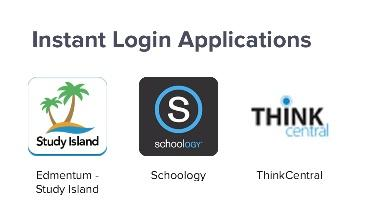 Instant Login Applications
Study Island
S
schoology
THINK
central
Edmentum -
Study Island
Schoology
ThinkCentral